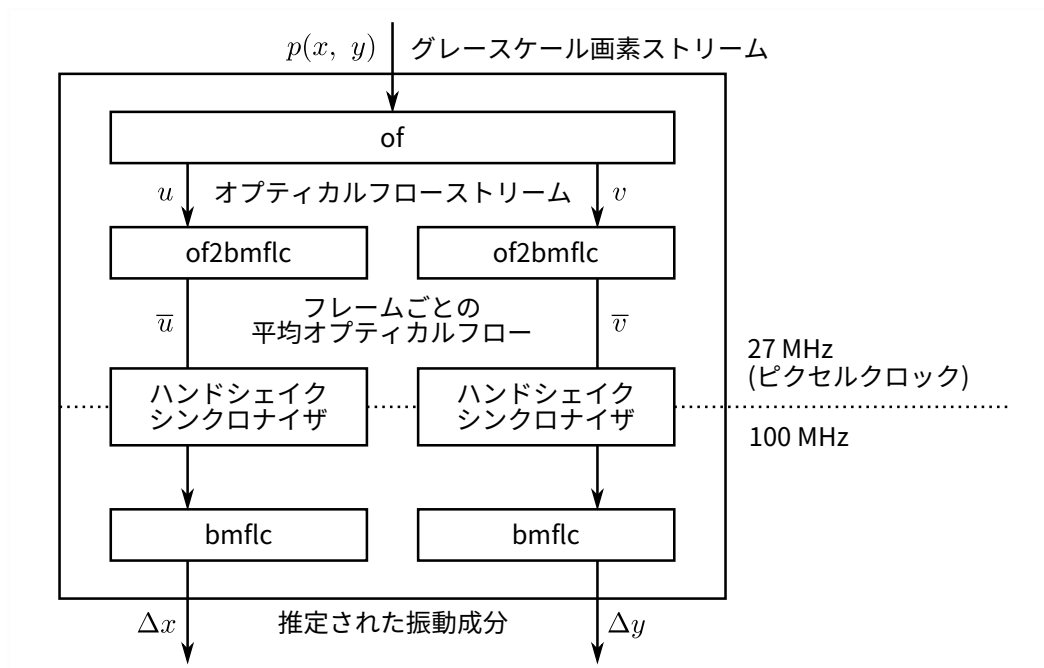 p(x, y) グレースケール画素ストリーム
of
u オプティカルフローストリーム v
of2bmflc of2bmflc
フレームごとの
u̅ 平均オプティカルフロー v̅
27 MHz
(ピクセルクロック)
ハンドシェイク ハンドシェイク
シンクロナイザ シンクロナイザ
100 MHz
bmflc bmflc
Δx 推定された振動成分 Δy